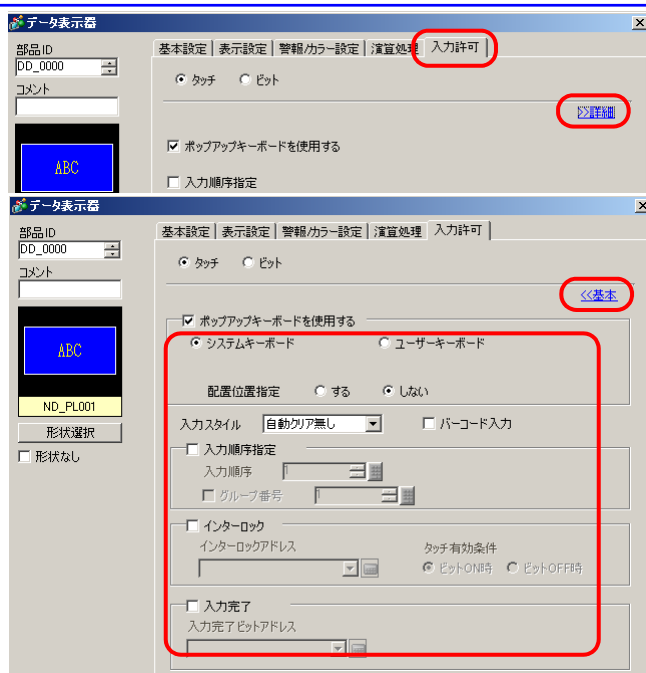 データ表示器
部品ID
DD_0000
コメント
ABC
基本設定 表示設定 警報/カラー設定 演算処理 入力許可
タッチ ビット
>>詳細
ポップアップキーボードを使用する
入力順序指定
データ表示器
部品ID
DD_0000
コメント
ABC
ND_PL001
形状選択
形状なし
基本設定 表示設定 警報/カラー設定 演算処理 入力許可
タッチ ビット
<<基本
ポップアップキーボードを使用する
システムキーボード ユーザーキーボード
配置位置指定 する しない
入力スタイル 自動クリア無し バーコード入力
入力順序指定
入力順序 1
グループ番号 1
インターロック
インターロックアドレス タッチ有効条件
ビットON時 ビットOFF時
入力完了
入力完了ビットアドレス